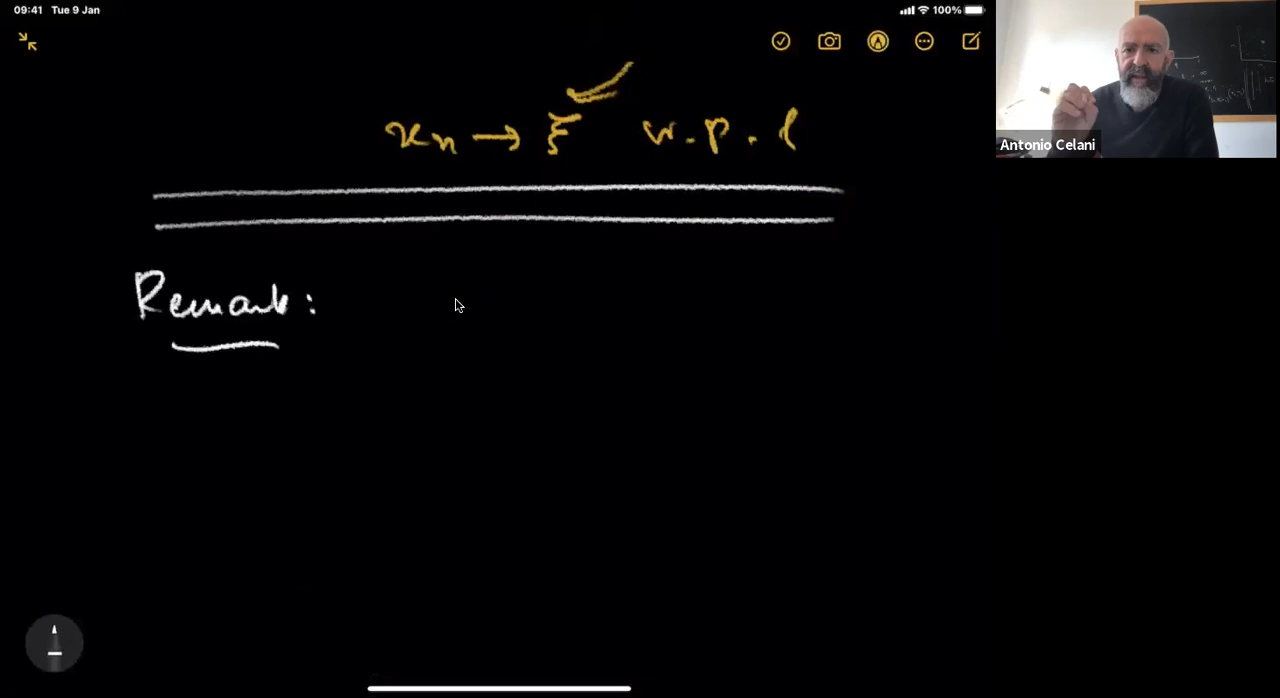 09:41 Tue 9 Jan 100%
xₙ → ξ w.p. 1
Antonio Celani
Remark: